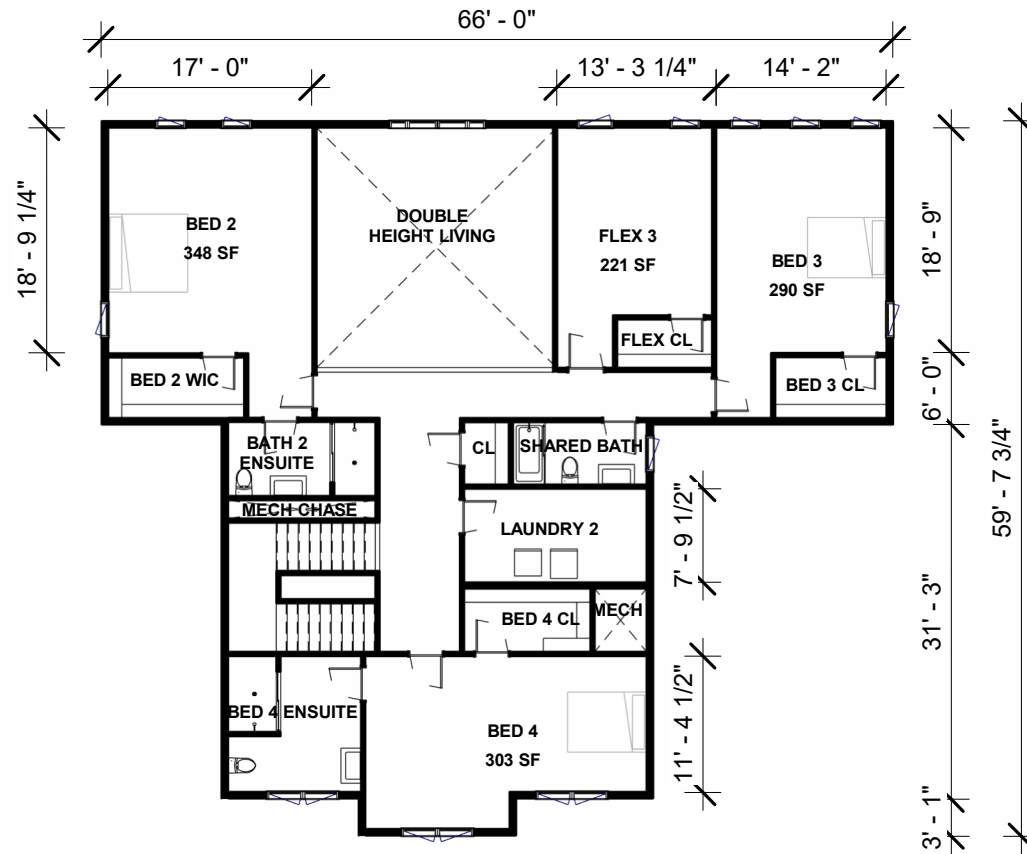 66' - 0"
17' - 0"
13' - 3 1/4"
14' - 2"
18' - 9 1/4"
18' - 9"
6' - 0"
59' - 7 3/4"
31' - 3"
7' - 9 1/2"
11' - 4 1/2"
3' - 1"
BED 2
348 SF
DOUBLE
HEIGHT LIVING
FLEX 3
221 SF
BED 3
290 SF
FLEX CL
BED 2 WIC
BED 3 CL
BATH 2
ENSUITE
CL
SHARED BATH
MECH CHASE
LAUNDRY 2
BED 4 CL
MECH
BED 4 ENSUITE
BED 4
303 SF